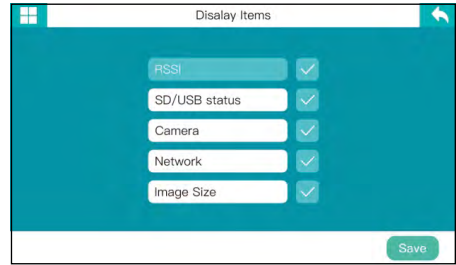 Disalay Items
RSSI
SD/USB status
Camera
Network
Image Size
Save